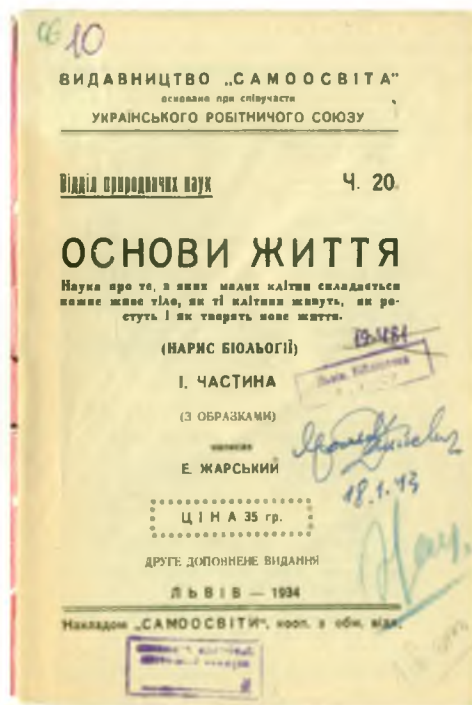 10
ВИДАВНИЦТВО „САМООСВІТА"
основане при співучасти
УКРАЇНСЬКОГО РОБІТНИЧОГО СОЮЗУ
Відділ природничих наук
Ч. 20.
ОСНОВИ ЖИТТЯ
Наука про те, з яких малих клітин складається
кожне живе тіло, як ті клітини живуть, як ро-
стуть і як творять нове життя.
(НАРИС БІОЛЬОГІЇ)
І. ЧАСТИНА
(З ОБРАЗКАМИ)
написав
Е. ЖАРСЬКИЙ
ЦІНА 35 гр.
18.1.43
ДРУГЕ ДОПОВНЕНЕ ВИДАННЯ
ЛЬВІВ — 1934
Накладом „САМООСВІТИ", кооп. з обм. відп.